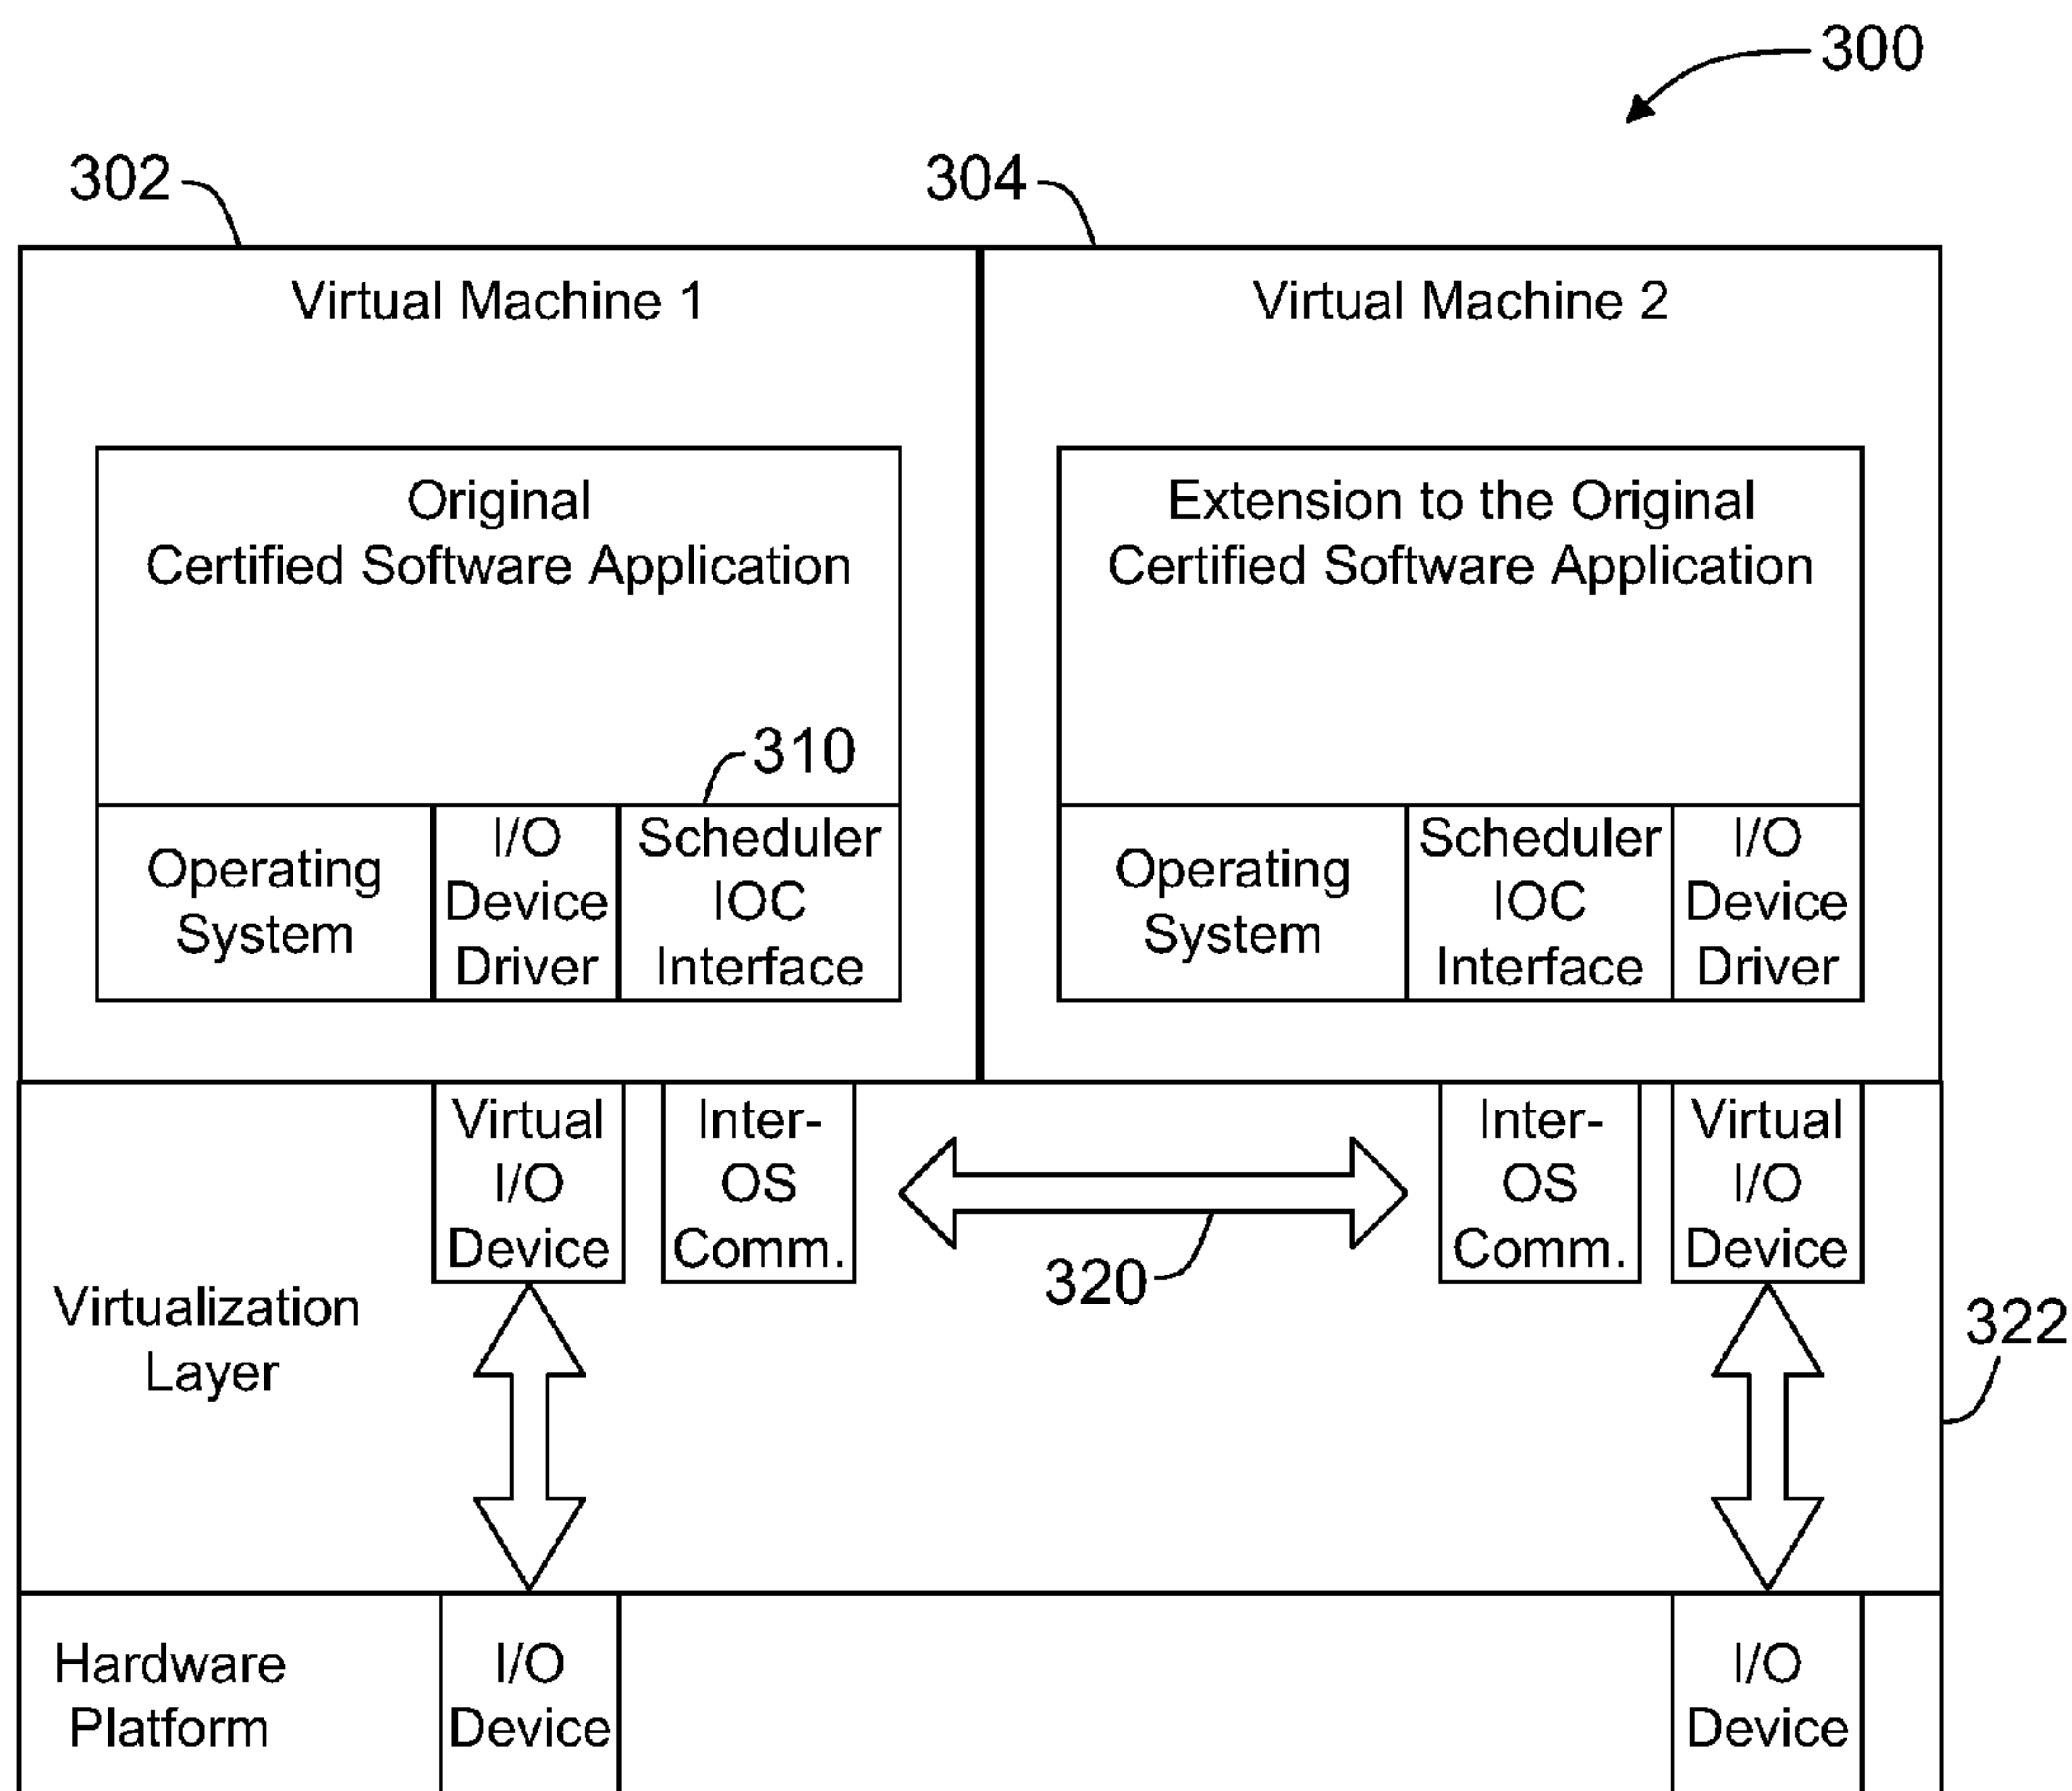 300
302
304
Virtual Machine 1
Virtual Machine 2
Original
Certified Software Application
Extension to the Original
Certified Software Application
310
Operating
System
I/O
Device
Driver
Scheduler
IOC
Interface
Operating
System
Scheduler
IOC
Interface
I/O
Device
Driver
Virtual
I/O
Device
Inter-
OS
Comm.
320
Inter-
OS
Comm.
Virtual
I/O
Device
Virtualization
Layer
322
Hardware
Platform
I/O
Device
I/O
Device